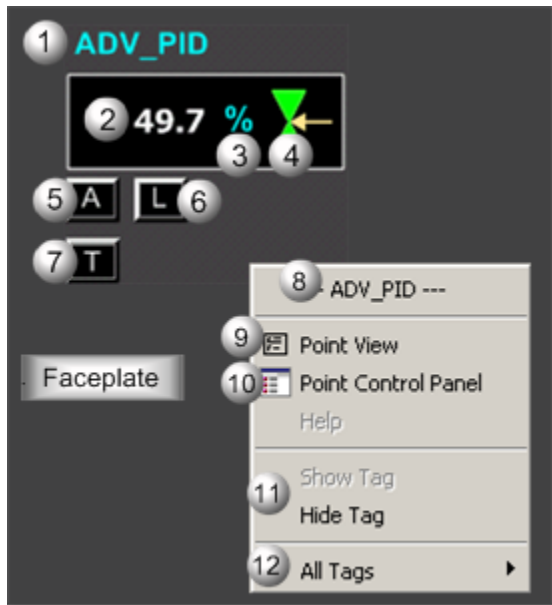 1 ADV_PID
2 49.7 %
3 4
5 A L 6
7 T
8 - ADV_PID ---
9 Point View
Faceplate
10 Point Control Panel
Help
Show Tag
11
Hide Tag
12 All Tags